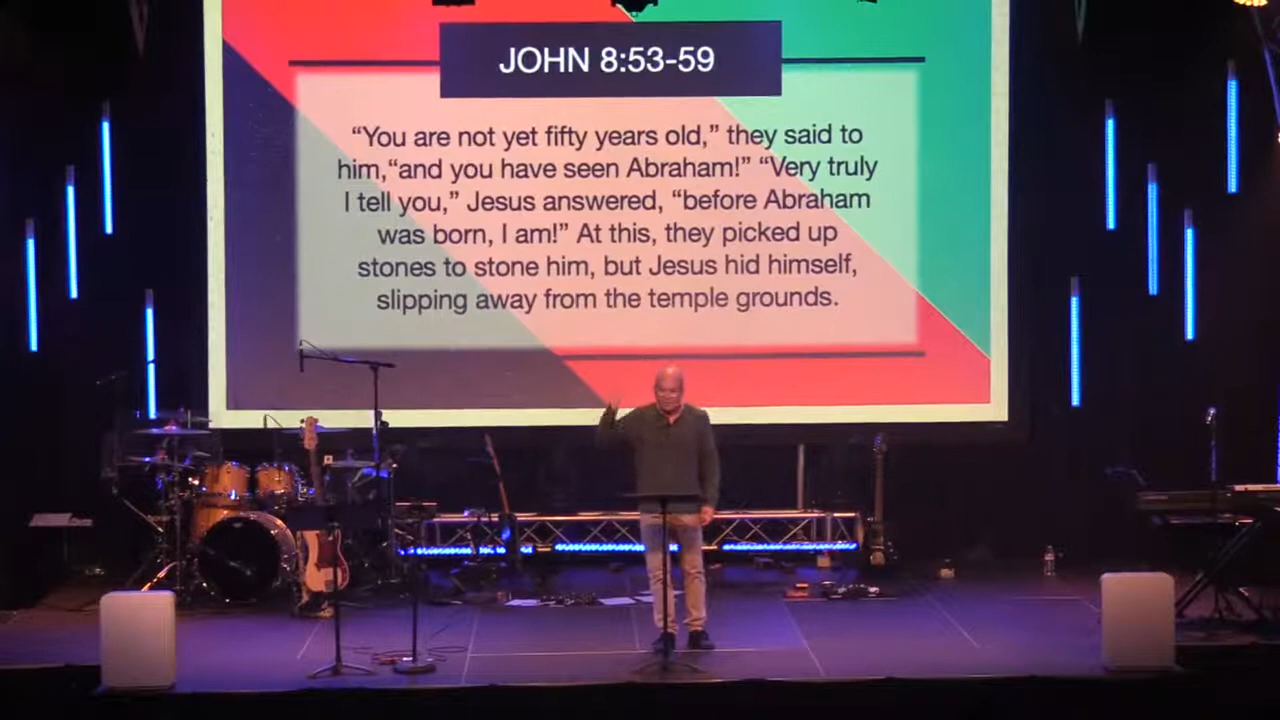 JOHN 8:53-59
“You are not yet fifty years old,” they said to
him,“and you have seen Abraham!” “Very truly
I tell you,” Jesus answered, “before Abraham
was born, I am!” At this, they picked up
stones to stone him, but Jesus hid himself,
slipping away from the temple grounds.